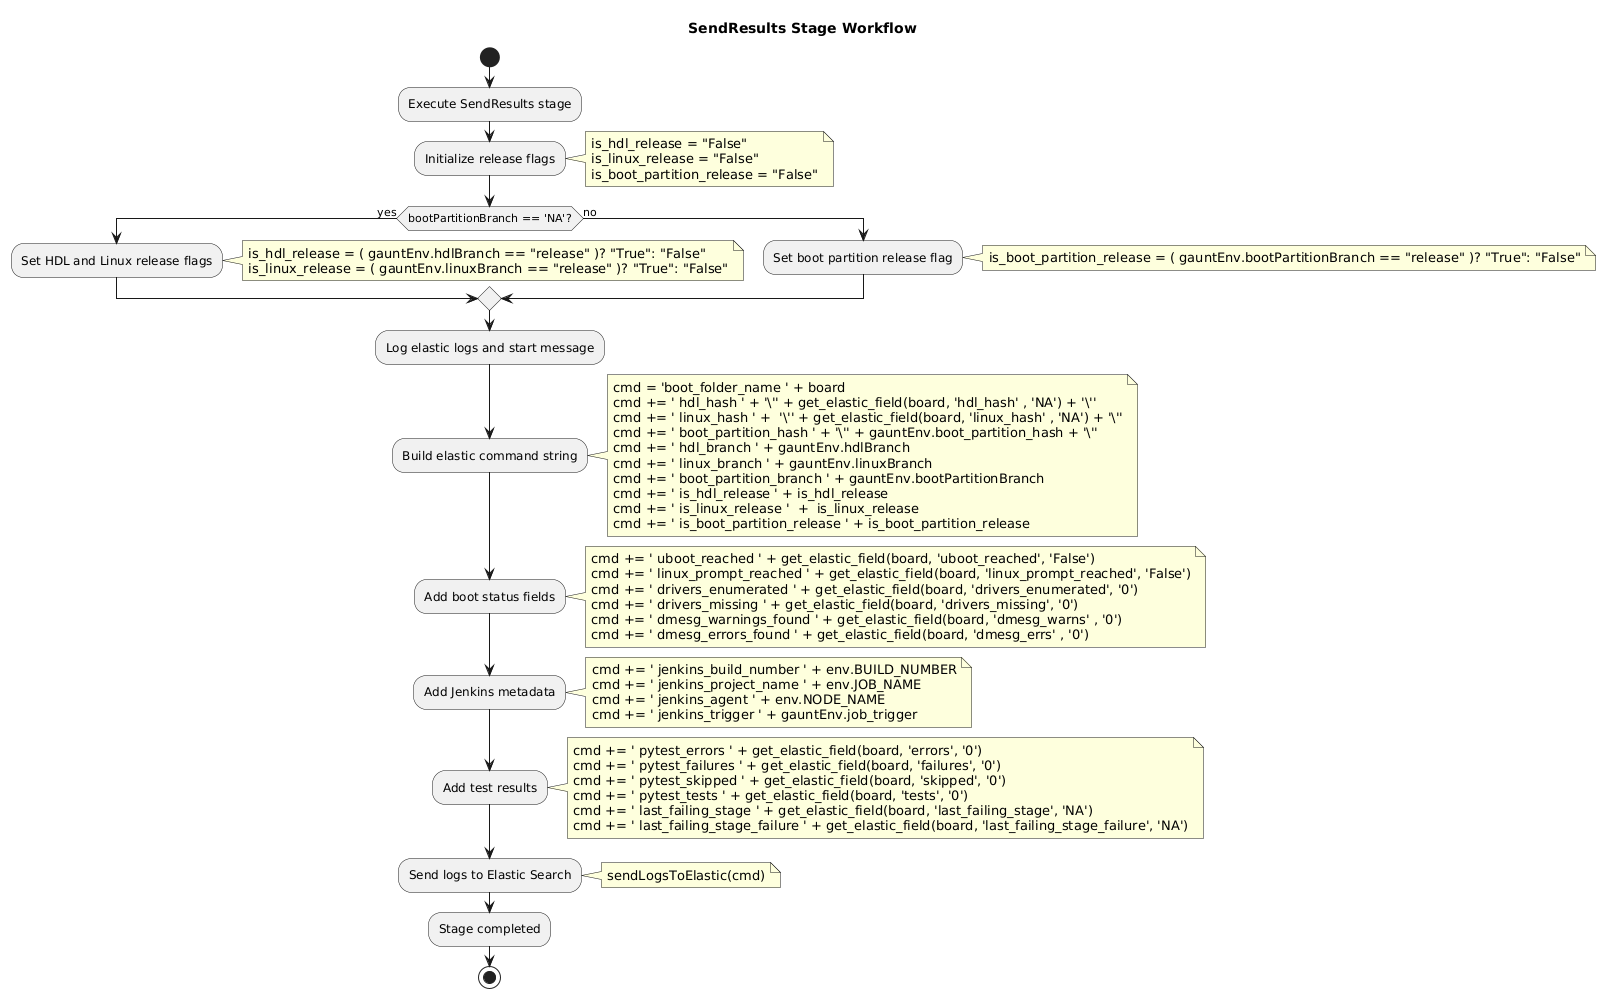 SendResults Stage Workflow
Execute SendResults stage
Initialize release flags
is_hdl_release = "False"
is_linux_release = "False"
is_boot_partition_release = "False"
yes
bootPartitionBranch == 'NA'?
no
Set HDL and Linux release flags
is_hdl_release = ( gauntEnv.hdlBranch == "release" )? "True": "False"
is_linux_release = ( gauntEnv.linuxBranch == "release" )? "True": "False"
Set boot partition release flag
is_boot_partition_release = ( gauntEnv.bootPartitionBranch == "release" )? "True": "False"
Log elastic logs and start message
Build elastic command string
cmd = 'boot_folder_name ' + board
cmd += ' hdl_hash ' + '\'' + get_elastic_field(board, 'hdl_hash' , 'NA') + '\''
cmd += ' linux_hash ' +  '\'' + get_elastic_field(board, 'linux_hash' , 'NA') + '\''
cmd += ' boot_partition_hash ' + '\'' + gauntEnv.boot_partition_hash + '\''
cmd += ' hdl_branch ' + gauntEnv.hdlBranch
cmd += ' linux_branch ' + gauntEnv.linuxBranch
cmd += ' boot_partition_branch ' + gauntEnv.bootPartitionBranch
cmd += ' is_hdl_release ' + is_hdl_release
cmd += ' is_linux_release '  +  is_linux_release
cmd += ' is_boot_partition_release ' + is_boot_partition_release
Add boot status fields
cmd += ' uboot_reached ' + get_elastic_field(board, 'uboot_reached', 'False')
cmd += ' linux_prompt_reached ' + get_elastic_field(board, 'linux_prompt_reached', 'False')
cmd += ' drivers_enumerated ' + get_elastic_field(board, 'drivers_enumerated', '0')
cmd += ' drivers_missing ' + get_elastic_field(board, 'drivers_missing', '0')
cmd += ' dmesg_warnings_found ' + get_elastic_field(board, 'dmesg_warns' , '0')
cmd += ' dmesg_errors_found ' + get_elastic_field(board, 'dmesg_errs' , '0')
Add Jenkins metadata
cmd += ' jenkins_build_number ' + env.BUILD_NUMBER
cmd += ' jenkins_project_name ' + env.JOB_NAME
cmd += ' jenkins_agent ' + env.NODE_NAME
cmd += ' jenkins_trigger ' + gauntEnv.job_trigger
Add test results
cmd += ' pytest_errors ' + get_elastic_field(board, 'errors', '0')
cmd += ' pytest_failures ' + get_elastic_field(board, 'failures', '0')
cmd += ' pytest_skipped ' + get_elastic_field(board, 'skipped', '0')
cmd += ' pytest_tests ' + get_elastic_field(board, 'tests', '0')
cmd += ' last_failing_stage ' + get_elastic_field(board, 'last_failing_stage', 'NA')
cmd += ' last_failing_stage_failure ' + get_elastic_field(board, 'last_failing_stage_failure', 'NA')
Send logs to Elastic Search
sendLogsToElastic(cmd)
Stage completed